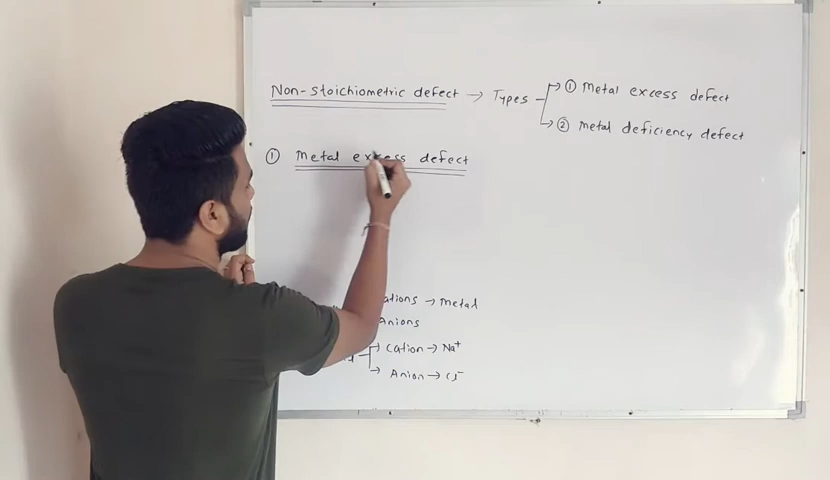 Non-stoichiometric defect → Types → ① Metal excess defect
→ ② Metal deficiency defect
① Metal excess defect
ations → Metal
Anions
→ Cation → Na⁺
→ Anion → Cl⁻